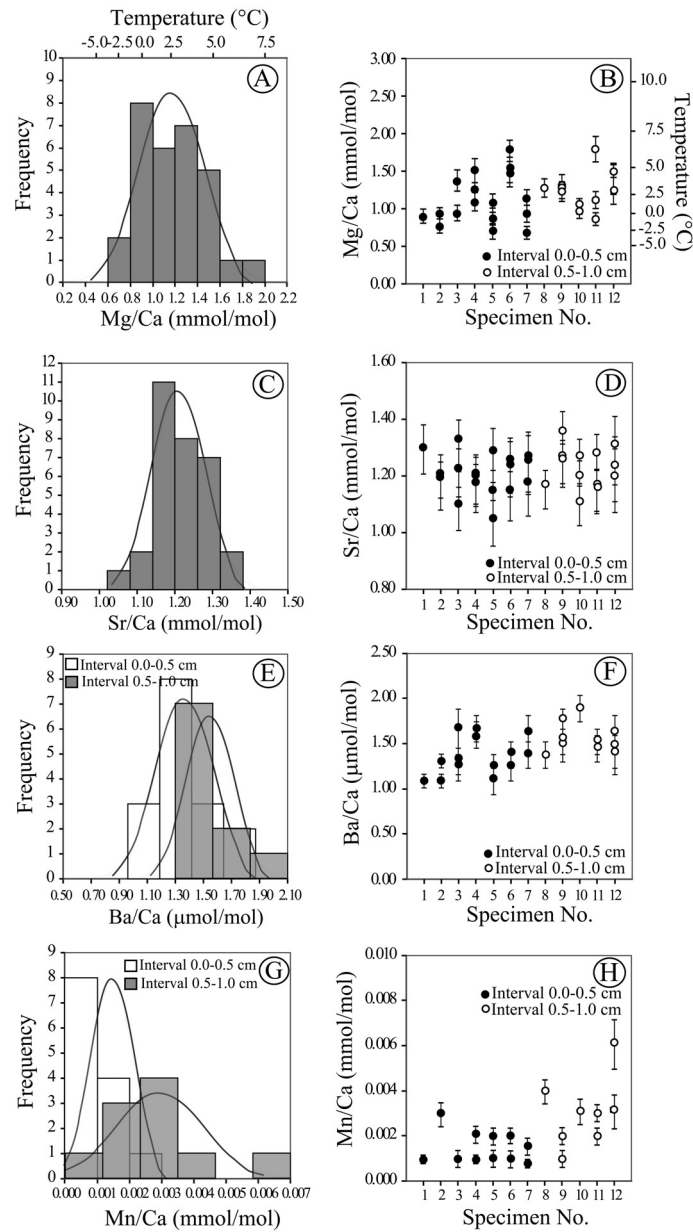 Temperature (°C)
-5.0 -2.5 0.0 2.5 5.0 7.5
A
10
9
8
7
6
5
4
3
2
1
0
Frequency
0.2 0.4 0.6 0.8 1.0 1.2 1.4 1.6 1.8 2.0 2.2
Mg/Ca (mmol/mol)
B
3.00
2.50
2.00
1.50
1.00
0.50
0.00
Mg/Ca (mmol/mol)
10.0
7.5
5.0
2.5
0.0
-2.5
-5.0
Temperature (°C)
Interval 0.0-0.5 cm
Interval 0.5-1.0 cm
1 2 3 4 5 6 7 8 9 10 11 12
Specimen No.
C
12
11
10
9
8
7
6
5
4
3
2
1
0
Frequency
0.90 1.00 1.10 1.20 1.30 1.40 1.50
Sr/Ca (mmol/mol)
D
1.60
1.40
1.20
1.00
0.80
Sr/Ca (mmol/mol)
Interval 0.0-0.5 cm
Interval 0.5-1.0 cm
1 2 3 4 5 6 7 8 9 10 11 12
Specimen No.
E
Interval 0.0-0.5 cm
Interval 0.5-1.0 cm
9
8
7
6
5
4
3
2
1
0
Frequency
0.50 0.70 0.90 1.10 1.30 1.50 1.70 1.90 2.10
Ba/Ca (µmol/mol)
F
2.50
2.00
1.50
1.00
0.00
Ba/Ca (µmol/mol)
Interval 0.0-0.5 cm
Interval 0.5-1.0 cm
1 2 3 4 5 6 7 8 9 10 11 12
Specimen No.
G
Interval 0.0-0.5 cm
Interval 0.5-1.0 cm
9
8
7
6
5
4
3
2
1
0
Frequency
0.000 0.001 0.002 0.003 0.004 0.005 0.006 0.007
Mn/Ca (mmol/mol)
H
0.010
0.008
0.006
0.004
0.002
0.000
Mn/Ca (mmol/mol)
Interval 0.0-0.5 cm
Interval 0.5-1.0 cm
1 2 3 4 5 6 7 8 9 10 11 12
Specimen No.